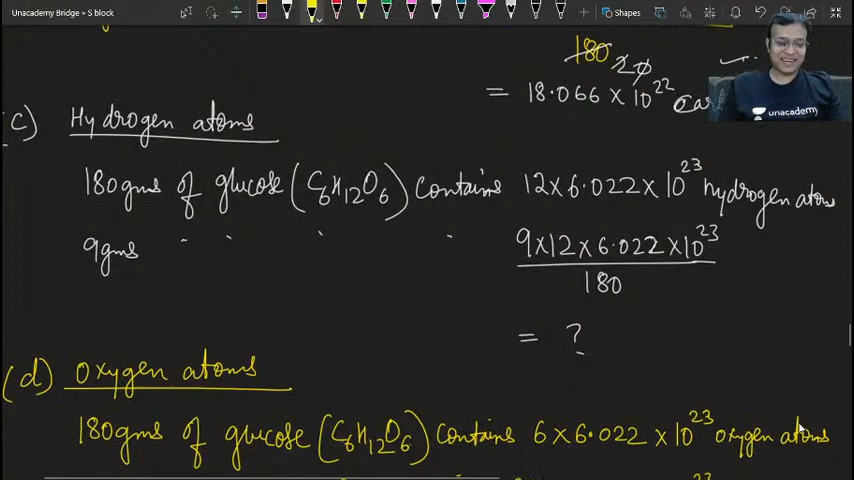 Unacademy Bridge + S block
Shapes
180 20
= 18.066 × 10²² Car
unacademy
c) Hydrogen atoms
180gms of glucose (C₆H₁₂O₆) contains 12×6.022×10²³ hydrogen atoms
9gms " " " " 9×12×6.022×10²³
180
= ?
(d) Oxygen atoms
180gms of glucose (C₆H₁₂O₆) contains 6×6.022×10²³ oxygen atoms